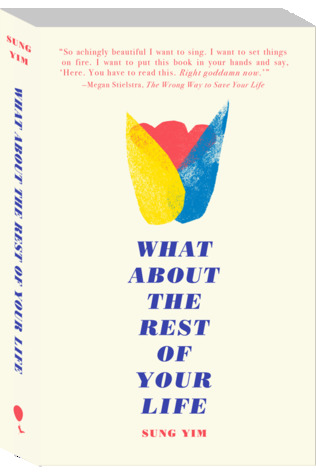 SUNG
YIM
WHAT ABOUT THE REST OF YOUR LIFE
“So achingly beautiful I want to sing. I want to set things
on fire. I want to put this book in your hands and say,
‘Here. You have to read this. Right goddamn now.’”
–Megan Stielstra, The Wrong Way to Save Your Life
WHAT
ABOUT
THE
REST
OF
YOUR
LIFE
SUNG YIM